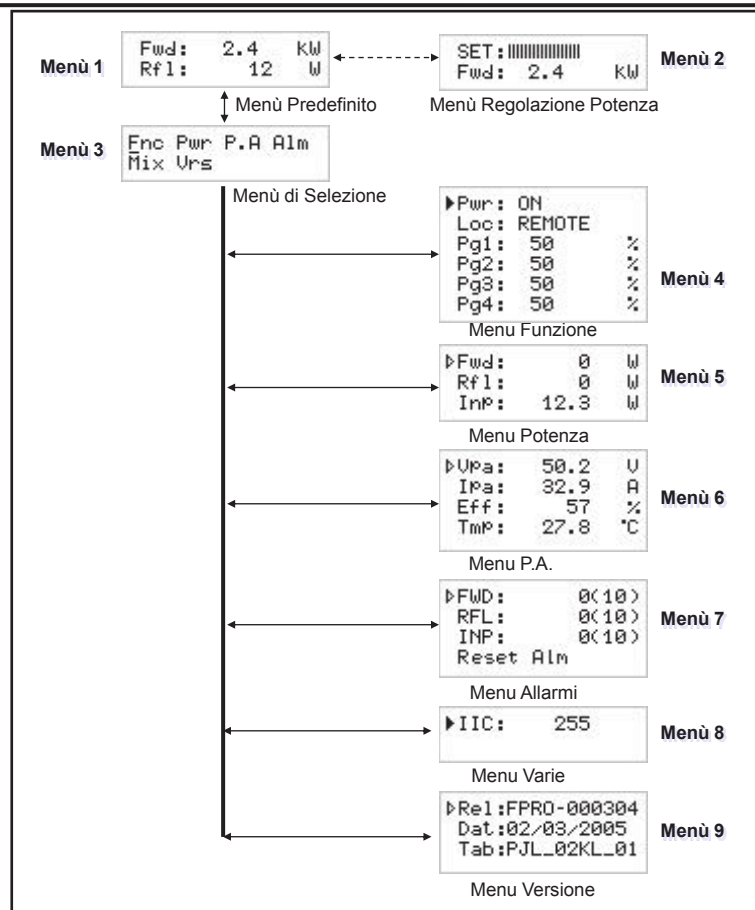 Menù 1
Fwd: 2.4 KW
Rfl: 12 W
SET:
Fwd: 2.4 KW
Menù 2
Menù Predefinito
Menù Regolazione Potenza
Menù 3
Fnc Pwr P.A Alm
Mix Vrs
Menù di Selezione
Pwr: ON
Loc: REMOTE
Pg1: 50 %
Pg2: 50 %
Pg3: 50 %
Pg4: 50 %
Menù 4
Menu Funzione
Fwd: 0 W
Rfl: 0 W
Inp: 12.3 W
Menù 5
Menu Potenza
Vpa: 50.2 V
Ipa: 32.9 A
Eff: 57 %
Tmp: 27.8 °C
Menù 6
Menu P.A.
FWD: 0(10)
RFL: 0(10)
INP: 0(10)
Reset Alm
Menù 7
Menu Allarmi
IIC: 255
Menù 8
Menu Varie
Rel:FPRO-000304
Dat:02/03/2005
Tab:PJL_02KL_01
Menù 9
Menu Versione